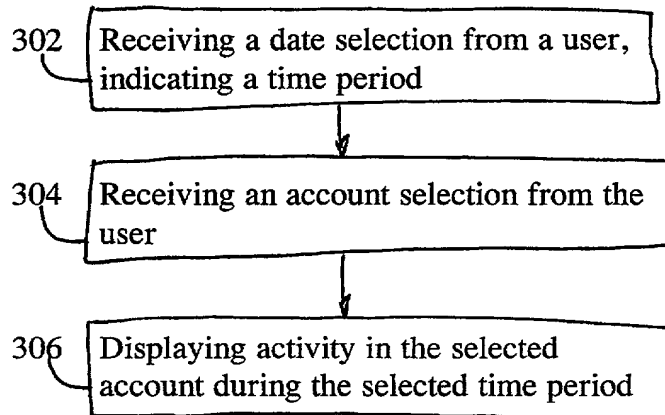 302 Receiving a date selection from a user,
indicating a time period
304 Receiving an account selection from the
user
306 Displaying activity in the selected
account during the selected time period